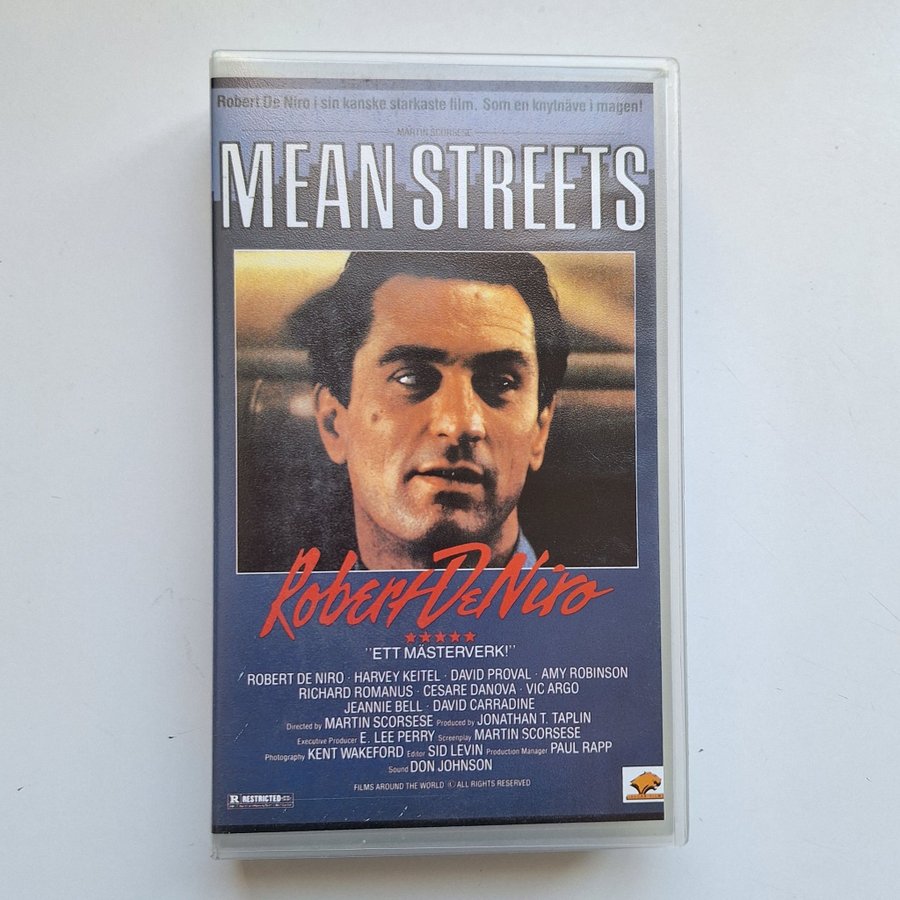 Robert De Niro i sin kanske starkaste film. Som en knytnäve i magen!
MARTIN SCORSESE
MEAN STREETS
Robert De Niro
"ETT MÄSTERVERK!"
ROBERT DE NIRO · HARVEY KEITEL · DAVID PROVAL · AMY ROBINSON
RICHARD ROMANUS · CESARE DANOVA · VIC ARGO
JEANNIE BELL · DAVID CARRADINE
Directed by MARTIN SCORSESE Produced by JONATHAN T. TAPLIN
Executive Producer E. LEE PERRY Screenplay MARTIN SCORSESE
Photography KENT WAKEFORD Editor SID LEVIN Production Manager PAUL RAPP
Sound DON JOHNSON
FILMS AROUND THE WORLD © ALL RIGHTS RESERVED
R RESTRICTED